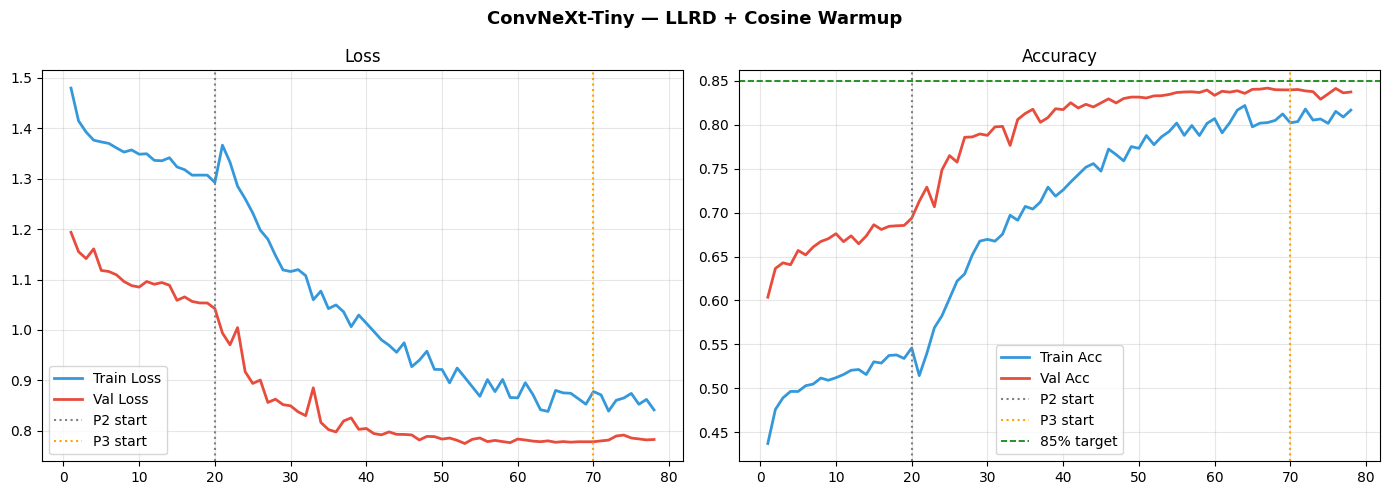 ConvNeXt-Tiny — LLRD + Cosine Warmup
Loss
1.5
1.4
1.3
1.2
1.1
1.0
0.9
0.8
0 10 20 30 40 50 60 70 80
Train Loss
Val Loss
P2 start
P3 start
Accuracy
0.85
0.80
0.75
0.70
0.65
0.60
0.55
0.50
0.45
0 10 20 30 40 50 60 70 80
Train Acc
Val Acc
P2 start
P3 start
85% target